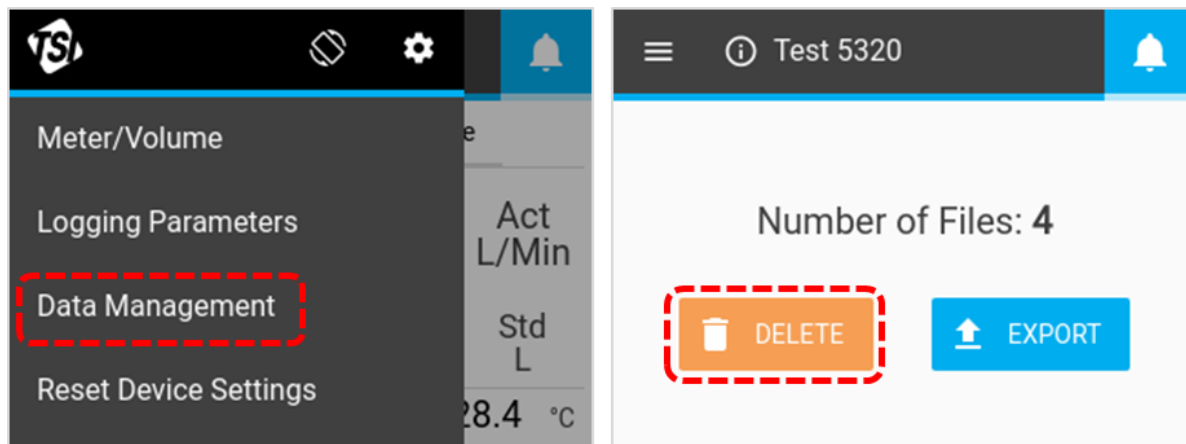 TSI
Meter/Volume
e
Logging Parameters
Act
L/Min
Data Management
Std
L
Reset Device Settings
28.4 °C
Test 5320
Number of Files: 4
DELETE
EXPORT